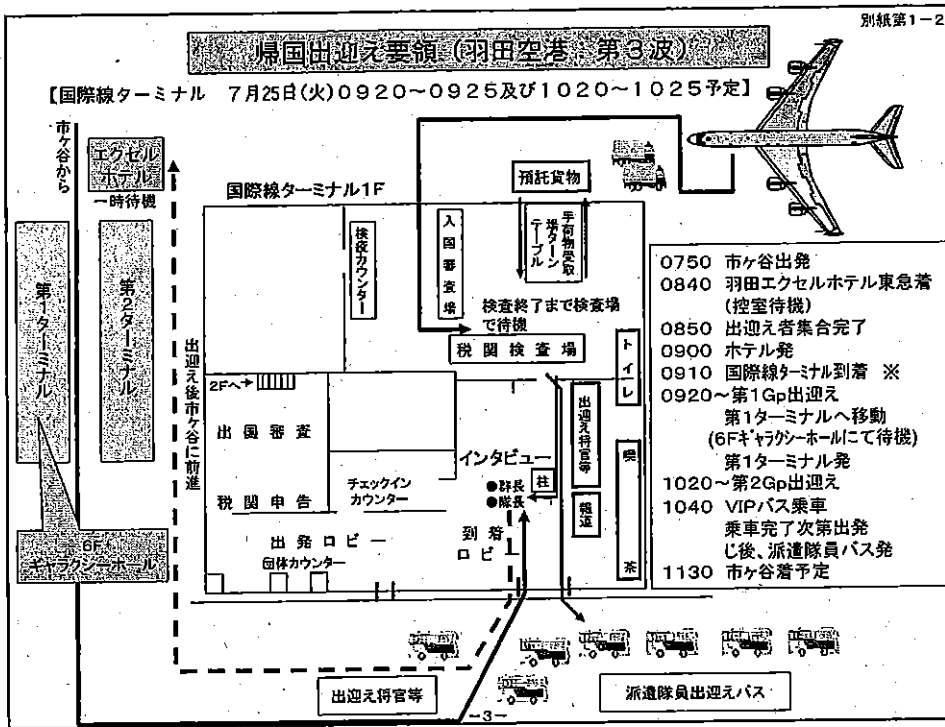 別紙第1-2
帰国出迎え要領(羽田空港:第3波)
【国際線ターミナル 7月25日(火)0920~0925及び1020~1025予定】
市ヶ谷から
エクセル
ホテル
一時待機
第1ターミナル
第2ターミナル
6F
ギャラクシーホール
出迎え後市ヶ谷に前進
国際線ターミナル1F
検疫カウンター
入国審査場
預託貨物
手荷物受取
場ターン
テーブル
検査終了まで検査場
で待機
税関検査場
トイレ
2Fへ→
出国審査
税関申告
チェックイン
カウンター
出発ロビー
団体カウンター
インタビュー
●群長
●隊長
柱
到着
ロビー
出迎え将官等
報道
喫茶
0750 市ヶ谷出発
0840 羽田エクセルホテル東急着
(控室待機)
0850 出迎え者集合完了
0900 ホテル発
0910 国際線ターミナル到着 ※
0920~第1Gp出迎え
第1ターミナルへ移動
(6Fギャラクシーホールにて待機)
第1ターミナル発
1020~第2Gp出迎え
1040 VIPバス乗車
乗車完了次第出発
じ後、派遣隊員バス発
1130 市ヶ谷着予定
出迎え将官等
派遣隊員出迎えバス
-3-